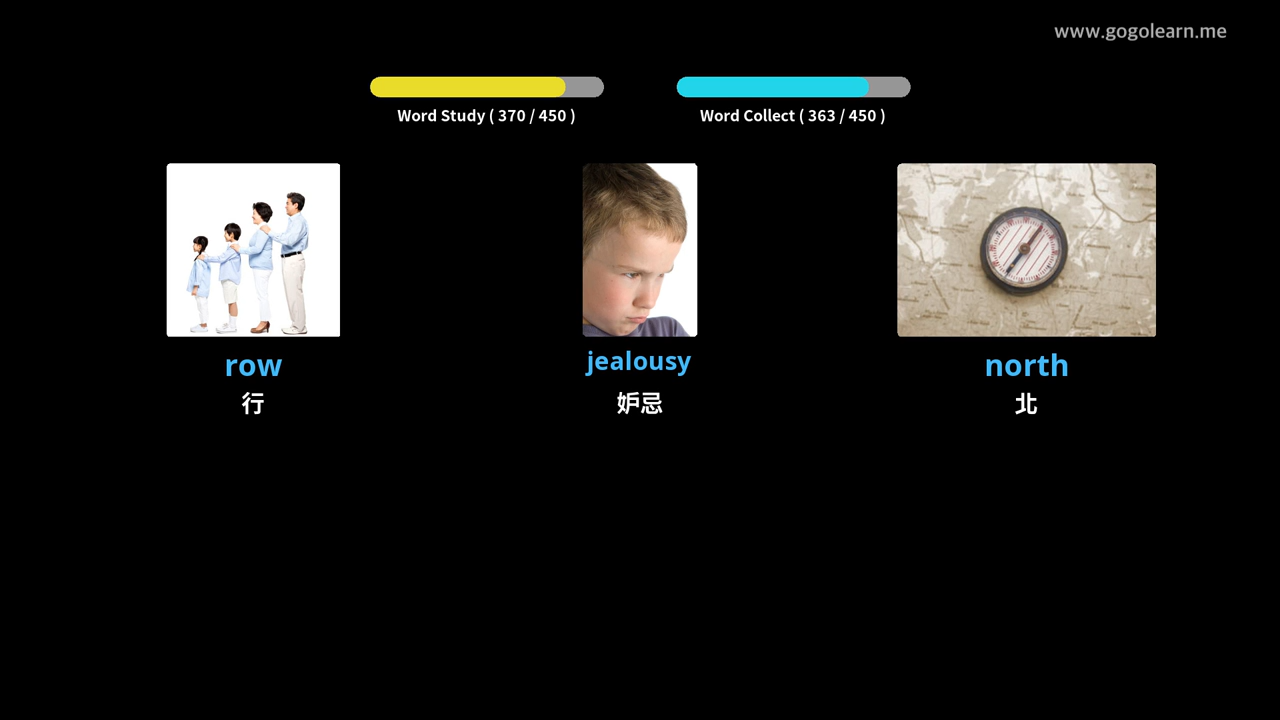 www.gogolearn.me
Word Study ( 370 / 450 )
Word Collect ( 363 / 450 )
row
行
jealousy
妒忌
north
北